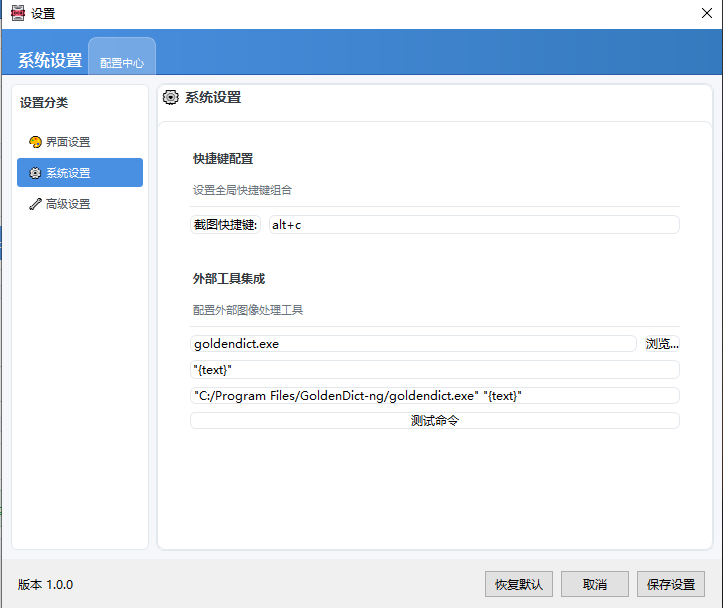 设置
系统设置 配置中心
设置分类
界面设置
系统设置
高级设置
系统设置
快捷键配置
设置全局快捷键组合
截图快捷键: alt+c
外部工具集成
配置外部图像处理工具
goldendict.exe 浏览...
"{text}"
"C:/Program Files/GoldenDict-ng/goldendict.exe" "{text}"
测试命令
版本 1.0.0 恢复默认 取消 保存设置